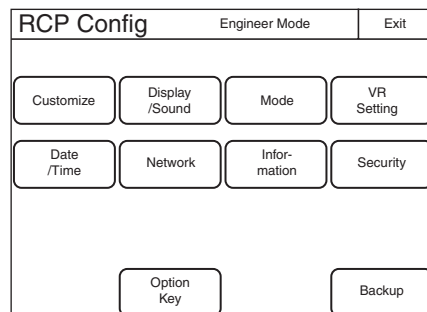 RCP Config Engineer Mode Exit
Customize
Display
/Sound
Mode
VR
Setting
Date
/Time
Network
Infor-
mation
Security
Option
Key
Backup